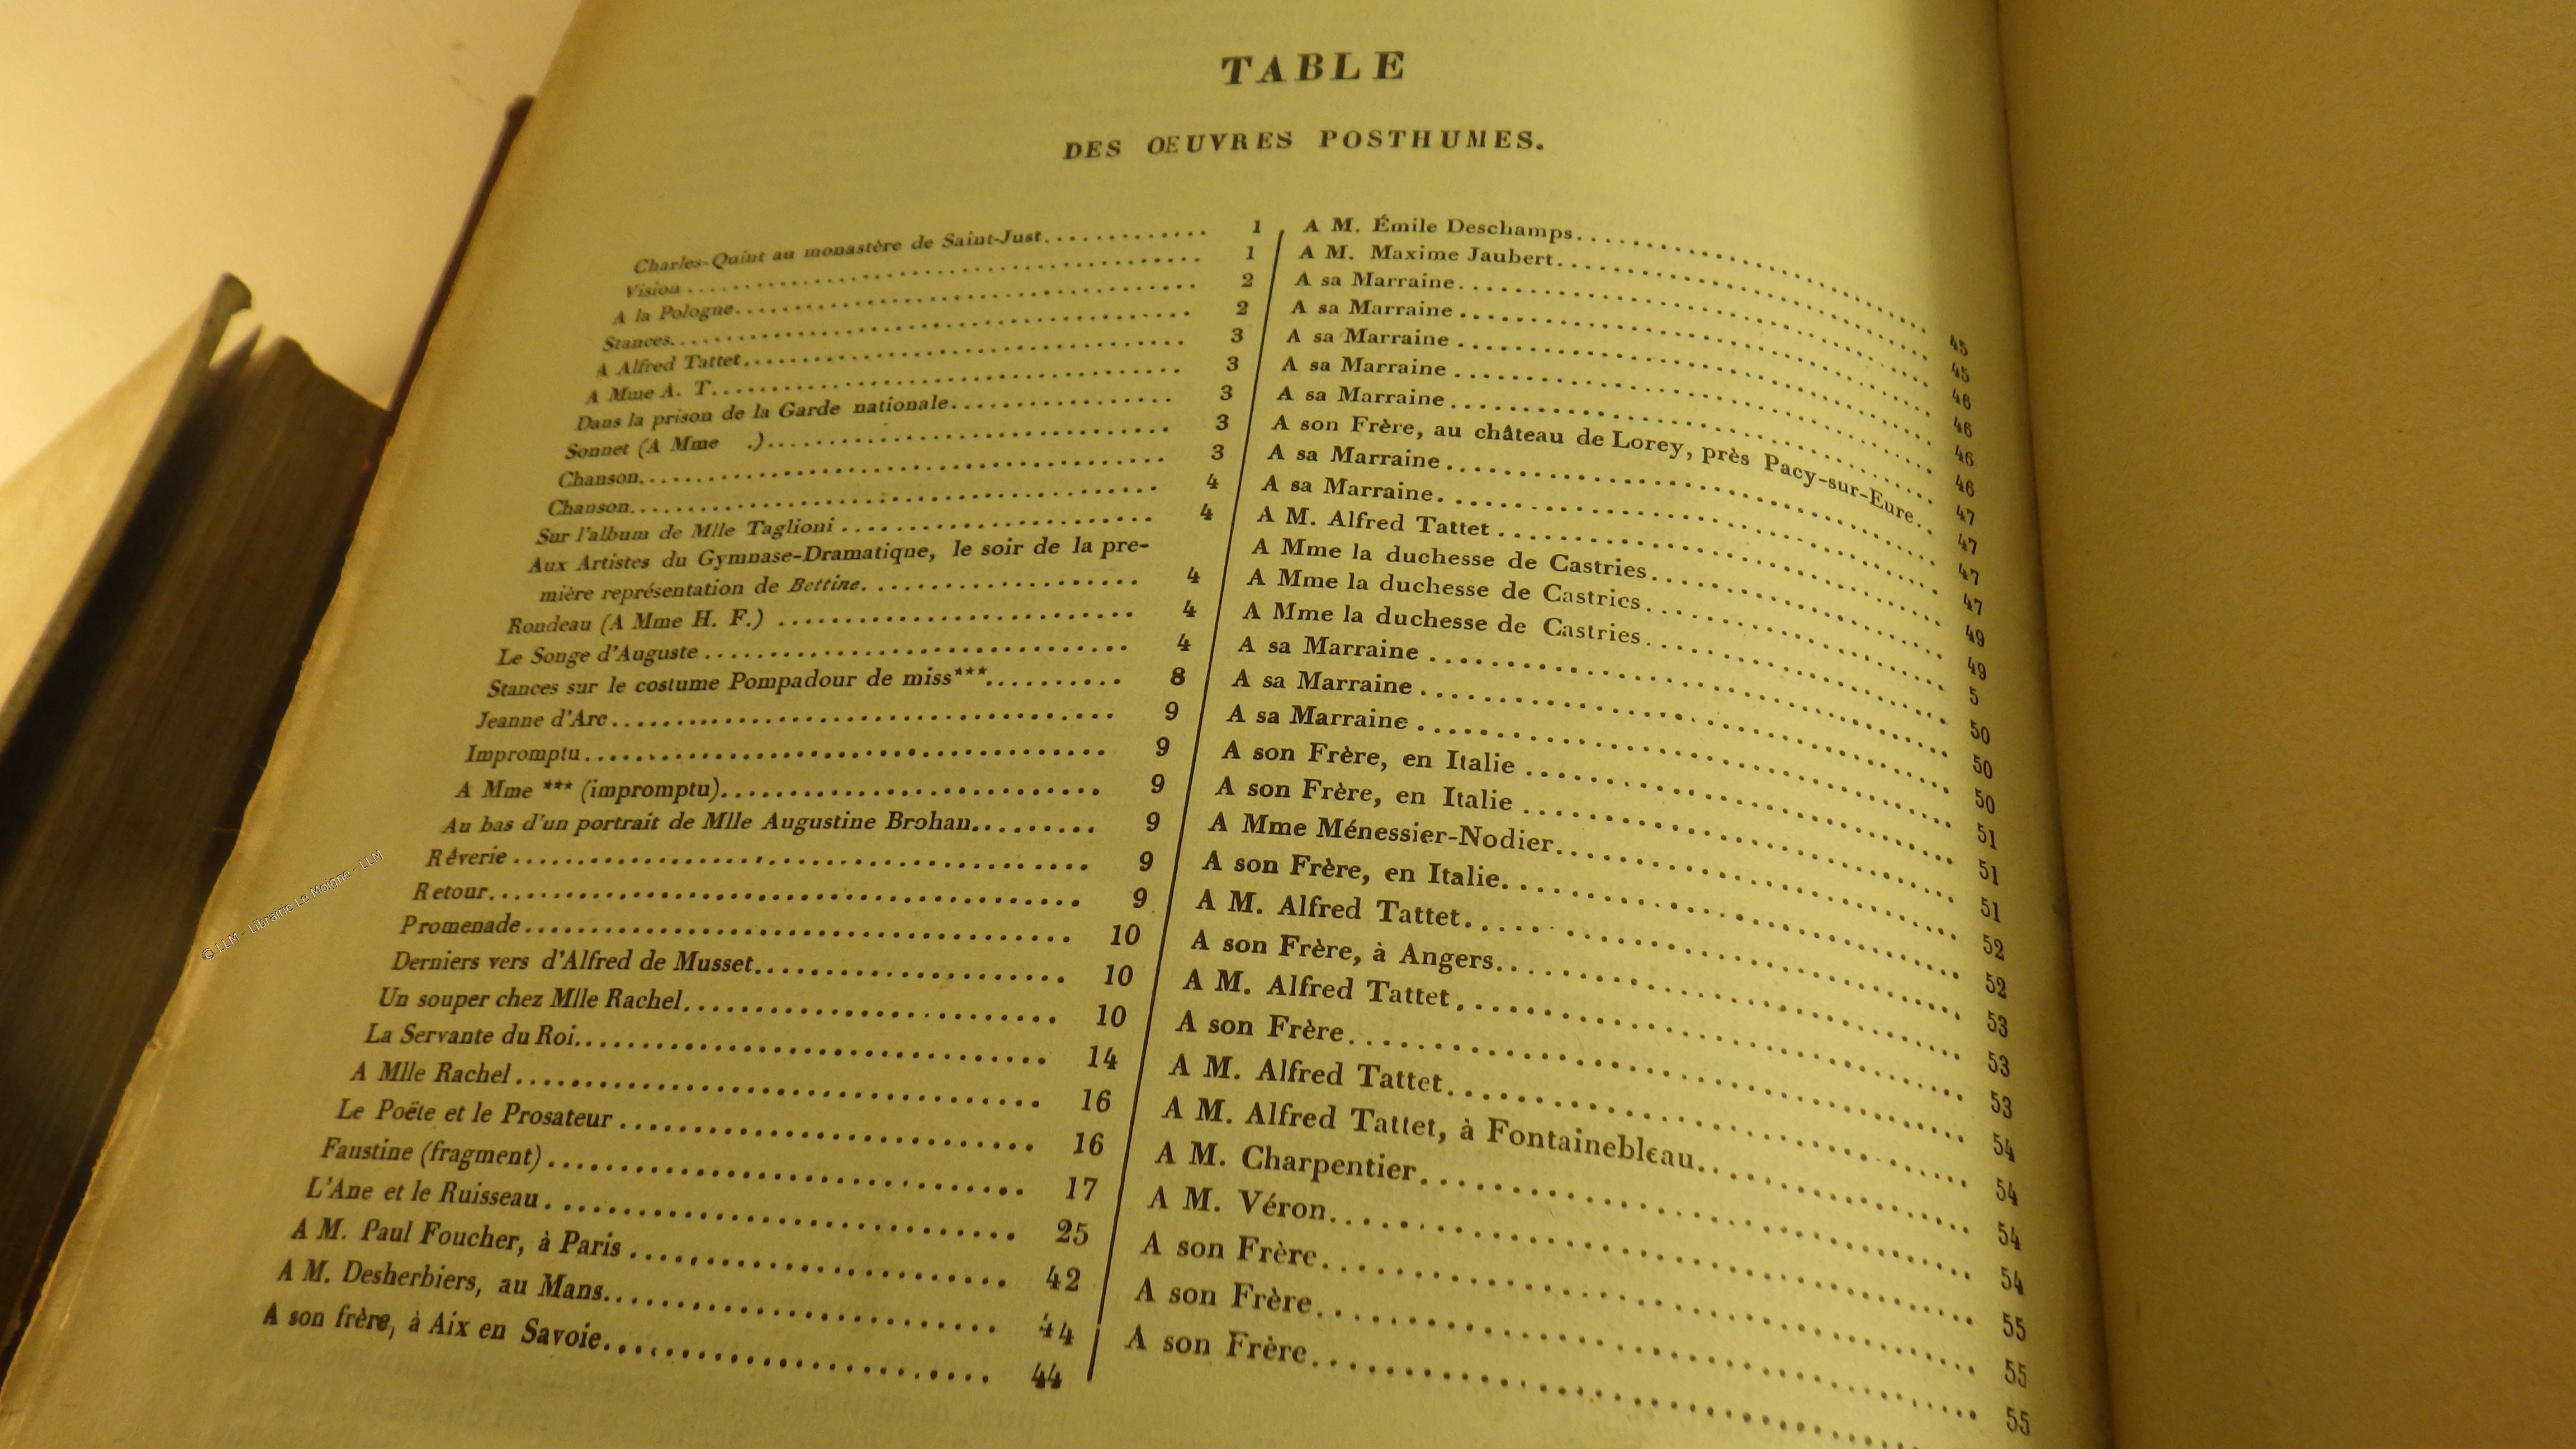 TABLE
DES ŒUVRES POSTHUMES.
Charles-Quint au monastère de Saint-Just............. 1
Vision ............. 1
A la Pologne............. 2
Stances............. 2
A Alfred Tattet............. 3
A Mme A. T............. 3
Dans la prison de la Garde nationale............. 3
Sonnet (A Mme .)............. 3
Chanson............. 3
Chanson............. 4
Sur l'album de Mlle Taglioni ............. 4
Aux Artistes du Gymnase-Dramatique, le soir de la pre-
mière représentation de Bettine............. 4
Rondeau (A Mme H. F.) ............. 4
Le Songe d'Auguste ............. 4
Stances sur le costume Pompadour de miss***.......... 8
Jeanne d'Arc............. 9
Impromptu............. 9
A Mme *** (impromptu)............. 9
Au bas d'un portrait de Mlle Augustine Brohan......... 9
Rêverie ............. 9
Retour............. 9
Promenade............. 10
Derniers vers d'Alfred de Musset............. 10
Un souper chez Mlle Rachel............. 10
La Servante du Roi............. 14
A Mlle Rachel ............. 16
Le Poëte et le Prosateur ............. 16
Faustine (fragment) ............. 17
L'Ane et le Ruisseau ............. 25
A M. Paul Foucher, à Paris ............. 42
A M. Desherbiers, au Mans............. 44
A son frère, à Aix en Savoie............. 44
A M. Émile Deschamps............. 45
A M. Maxime Jaubert............. 45
A sa Marraine............. 46
A sa Marraine ............. 46
A sa Marraine ............. 46
A sa Marraine ............. 46
A sa Marraine............. 47
A son Frère, au château de Lorey, près Pacy-sur-Eure.. 47
A sa Marraine............. 47
A sa Marraine............. 47
A M. Alfred Tattet ............. 49
A Mme la duchesse de Castries............. 49
A Mme la duchesse de Castries............. 5
A Mme la duchesse de Castries............. 50
A sa Marraine ............. 50
A sa Marraine ............. 50
A sa Marraine ............. 51
A son Frère, en Italie ............. 51
A son Frère, en Italie ............. 51
A Mme Ménessier-Nodier............. 52
A son Frère, en Italie............. 52
A M. Alfred Tattet............. 53
A son Frère, à Angers............. 53
A M. Alfred Tattet............. 53
A son Frère............. 54
A M. Alfred Tattet............. 54
A M. Alfred Tattet, à Fontainebleau............. 54
A M. Charpentier............. 54
A M. Véron............. 55
A son Frère............. 55
A son Frère............. 55
A son Frère.............
© LLM - Librairie Le Moigne - LLM